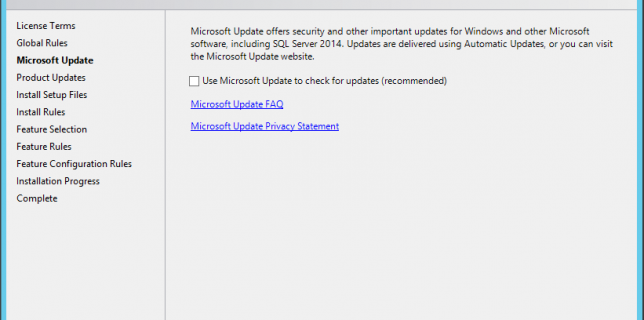 License Terms
Global Rules
Microsoft Update
Product Updates
Install Setup Files
Install Rules
Feature Selection
Feature Rules
Feature Configuration Rules
Installation Progress
Complete
Microsoft Update offers security and other important updates for Windows and other Microsoft
software, including SQL Server 2014. Updates are delivered using Automatic Updates, or you can visit
the Microsoft Update website.
Use Microsoft Update to check for updates (recommended)
Microsoft Update FAQ
Microsoft Update Privacy Statement